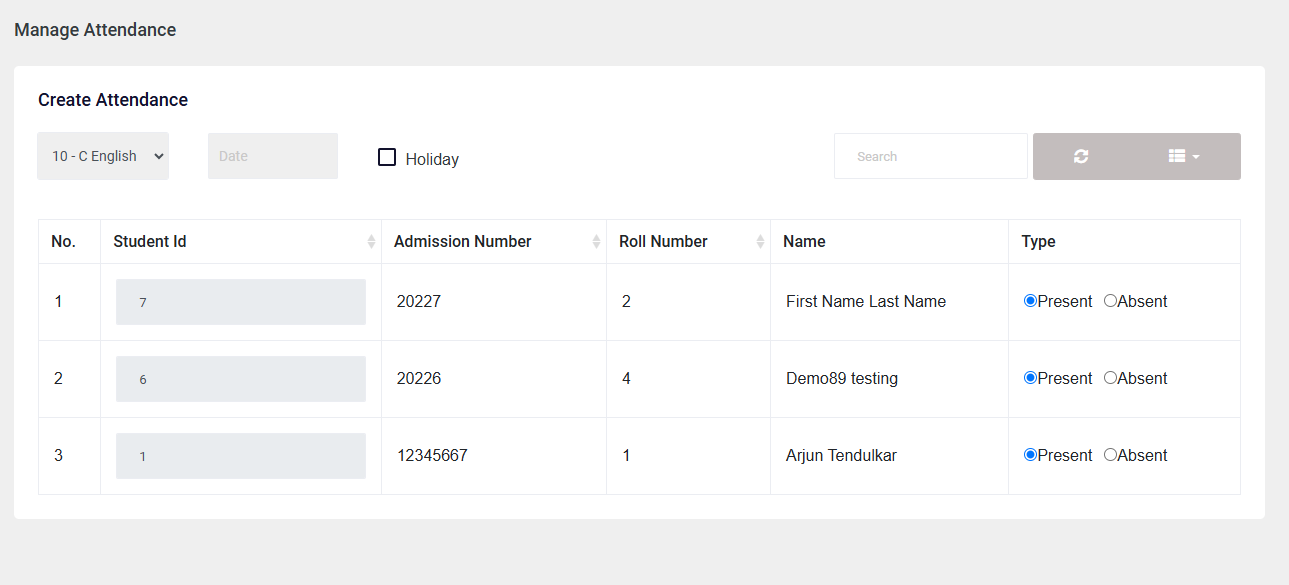 Manage Attendance
Create Attendance
10 - C English Date Holiday Search
No. Student Id Admission Number Roll Number Name Type
1 7 20227 2 First Name Last Name Present Absent
2 6 20226 4 Demo89 testing Present Absent
3 1 12345667 1 Arjun Tendulkar Present Absent